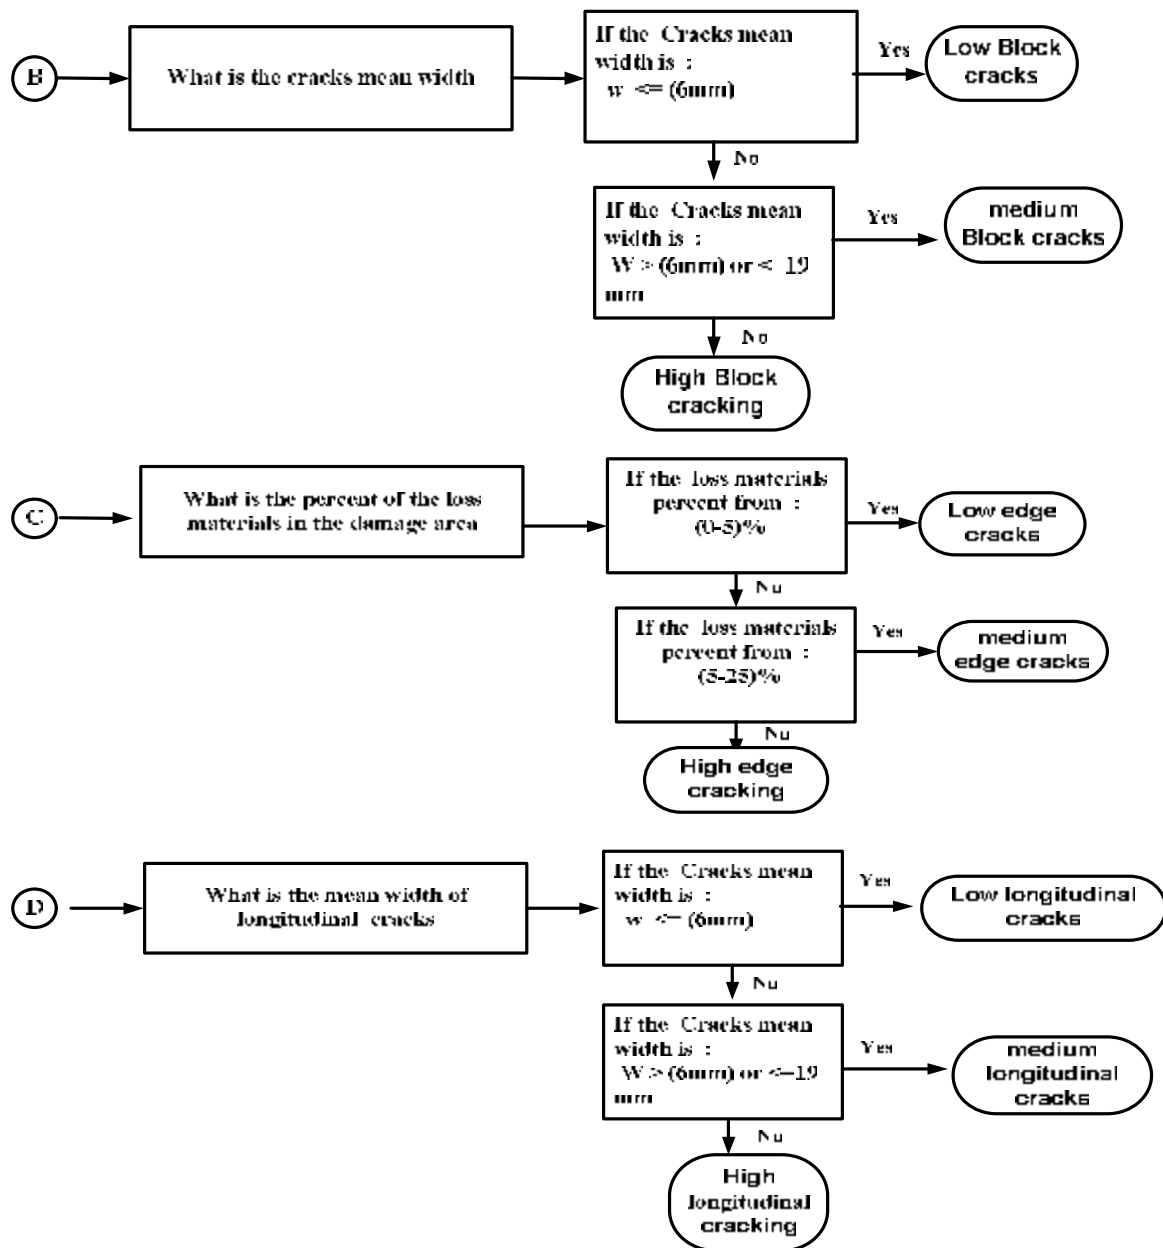 B
What is the cracks mean width
If the Cracks mean
width is :
w <= (6mm)
Yes
Low Block
cracks
No
If the Cracks mean
width is :
W > (6mm) or <= 19
mm
Yes
medium
Block cracks
No
High Block
cracking
C
What is the percent of the loss
materials in the damage area
If the loss materials
percent from :
(0-5)%
Yes
Low edge
cracks
No
If the loss materials
percent from :
(5-25)%
Yes
medium
edge cracks
No
High edge
cracking
D
What is the mean width of
longitudinal cracks
If the Cracks mean
width is :
w <= (6mm)
Yes
Low longitudinal
cracks
No
If the Cracks mean
width is :
W > (6mm) or <=19
mm
Yes
medium
longitudinal
cracks
No
High
longitudinal
cracking